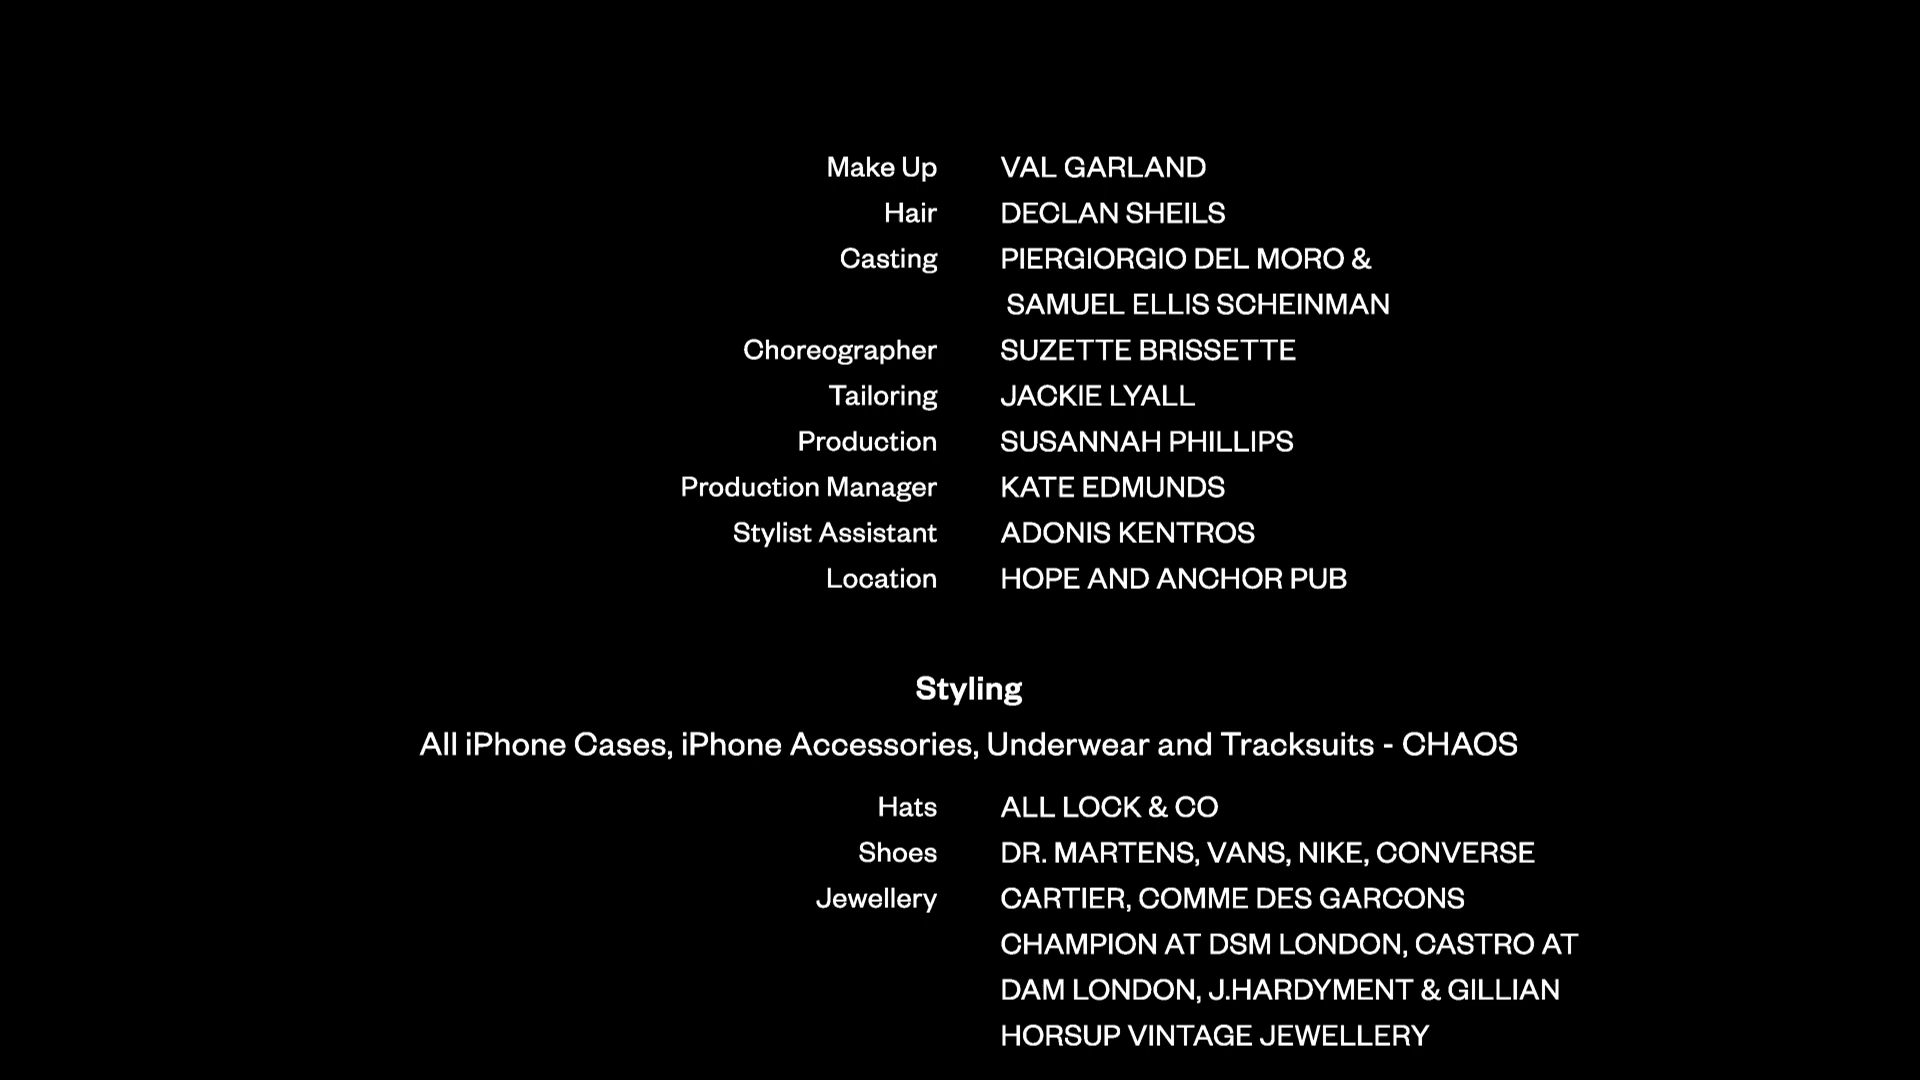 Make Up VAL GARLAND
Hair DECLAN SHEILS
Casting PIERGIORGIO DEL MORO &
SAMUEL ELLIS SCHEINMAN
Choreographer SUZETTE BRISSETTE
Tailoring JACKIE LYALL
Production SUSANNAH PHILLIPS
Production Manager KATE EDMUNDS
Stylist Assistant ADONIS KENTROS
Location HOPE AND ANCHOR PUB
Styling
All iPhone Cases, iPhone Accessories, Underwear and Tracksuits - CHAOS
Hats ALL LOCK & CO
Shoes DR. MARTENS, VANS, NIKE, CONVERSE
Jewellery CARTIER, COMME DES GARCONS
CHAMPION AT DSM LONDON, CASTRO AT
DAM LONDON, J.HARDYMENT & GILLIAN
HORSUP VINTAGE JEWELLERY